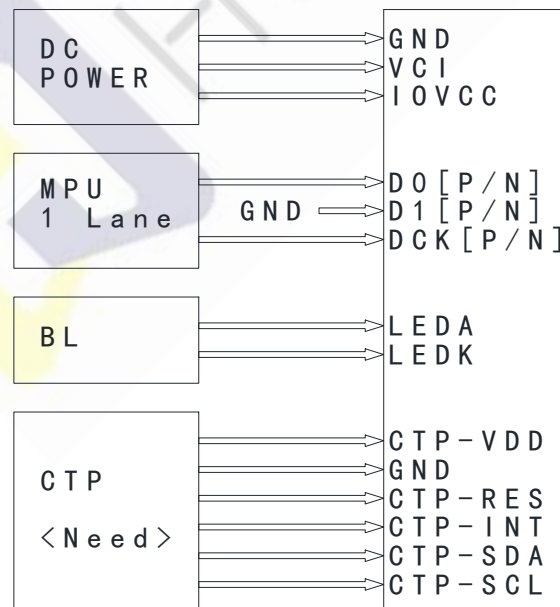 DC
POWER
GND
VCI
IOVCC
MPU
1 Lane
GND
D0[P/N]
D1[P/N]
DCK[P/N]
BL
LEDA
LEDK
CTP
<Need>
CTP-VDD
GND
CTP-RES
CTP-INT
CTP-SDA
CTP-SCL